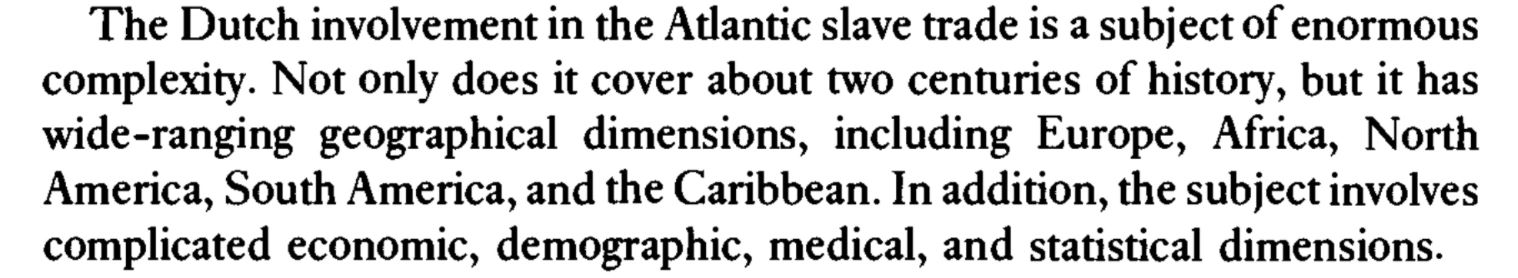 The Dutch involvement in the Atlantic slave trade is a subject of enormous
complexity. Not only does it cover about two centuries of history, but it has
wide-ranging geographical dimensions, including Europe, Africa, North
America, South America, and the Caribbean. In addition, the subject involves
complicated economic, demographic, medical, and statistical dimensions.